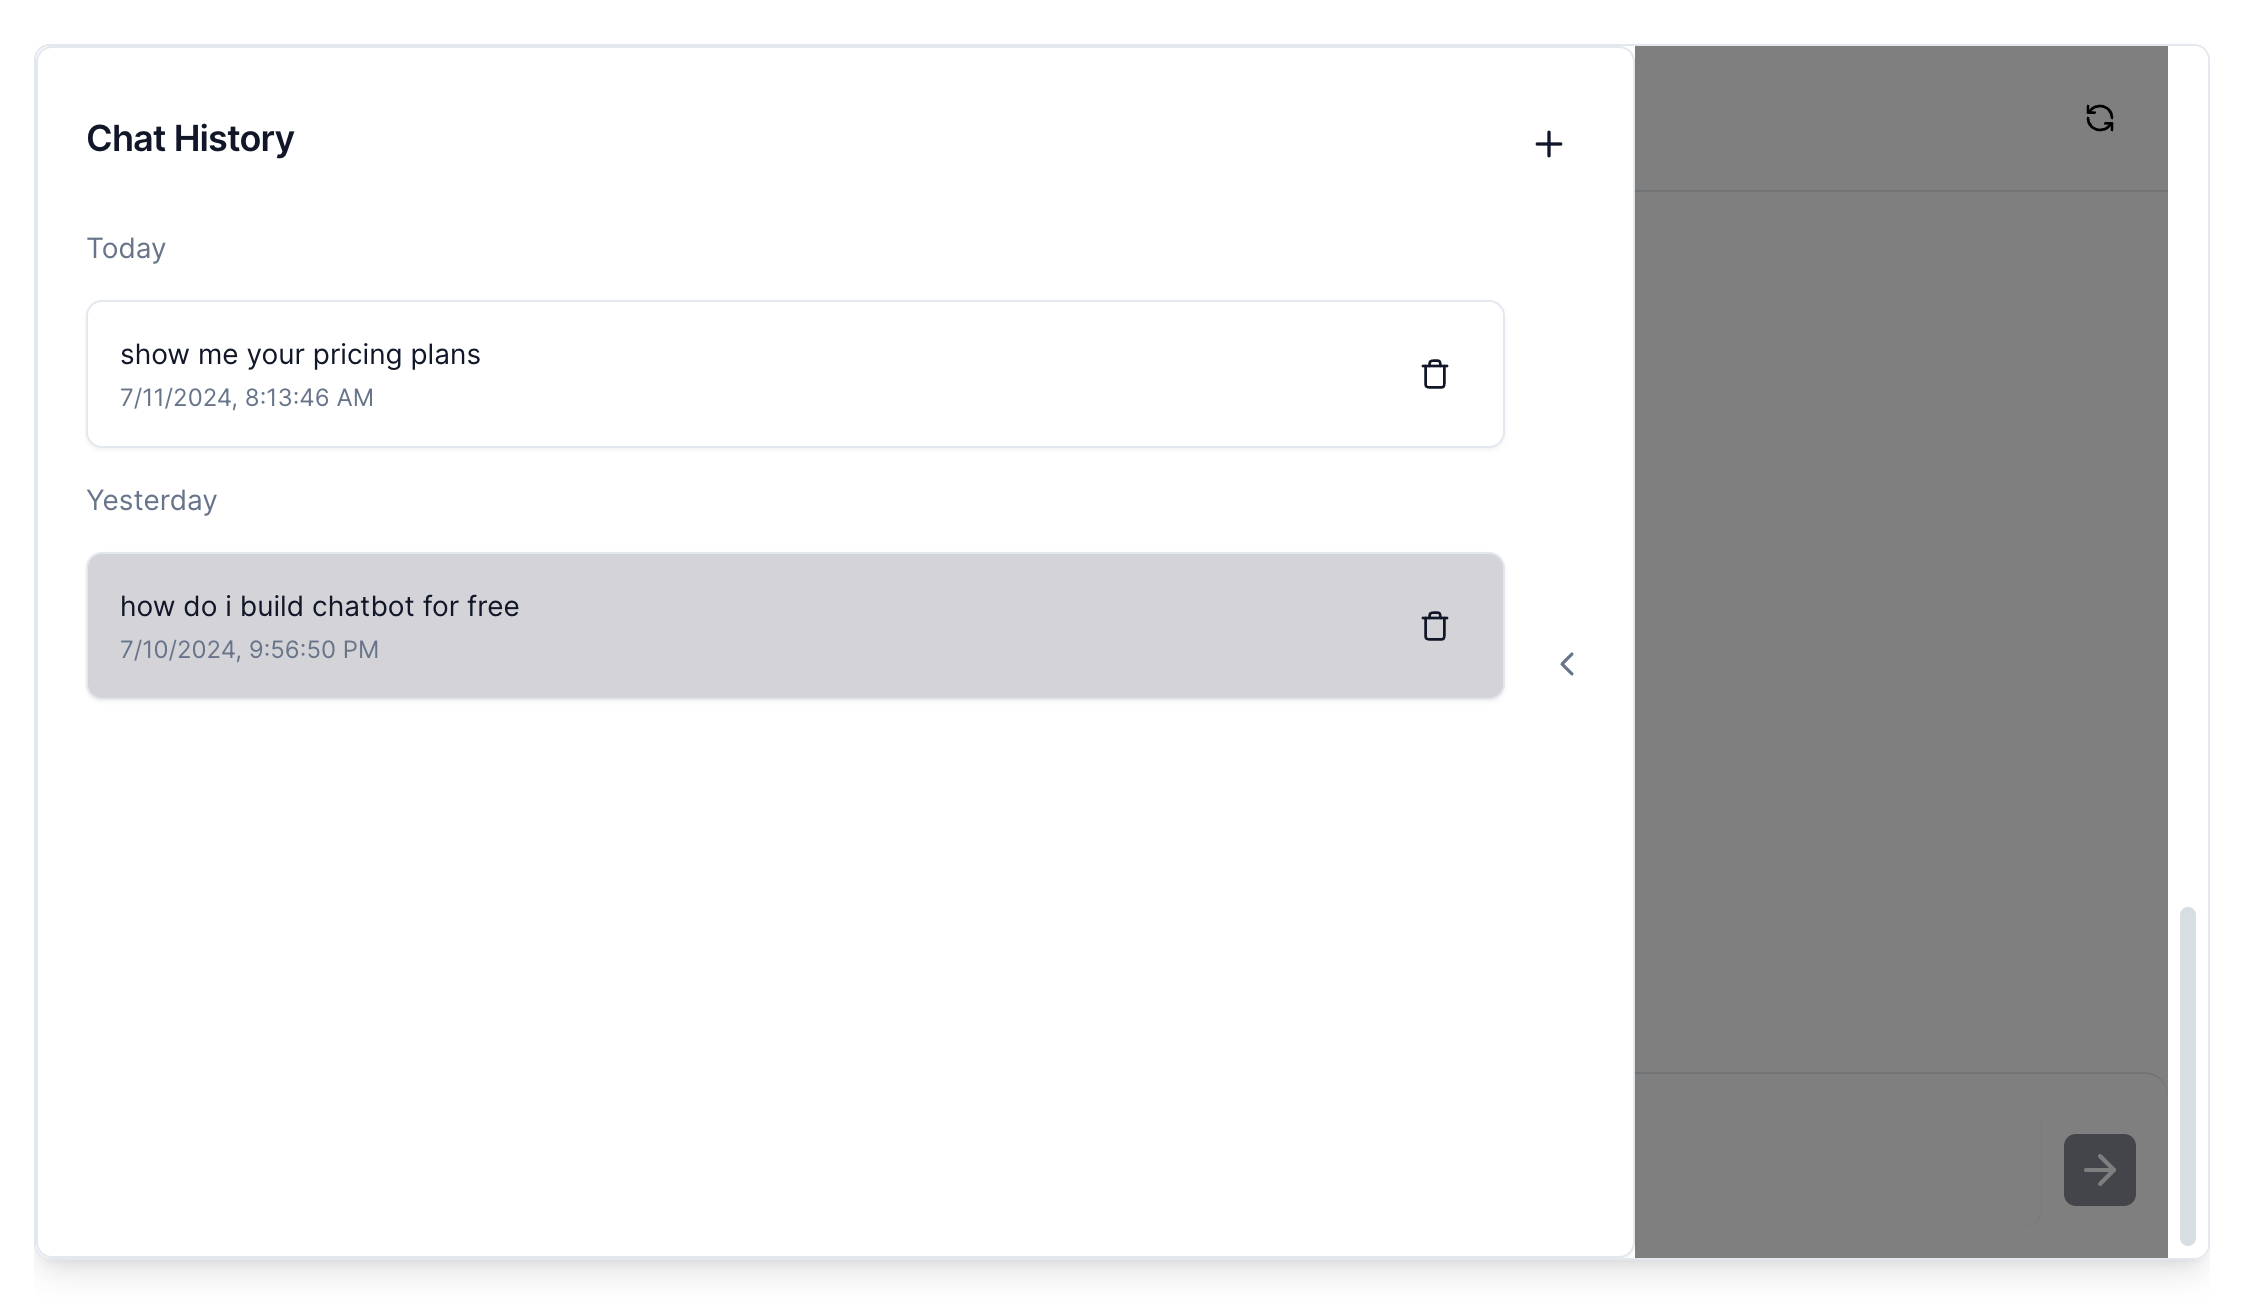 Chat History
Today
show me your pricing plans
7/11/2024, 8:13:46 AM
Yesterday
how do i build chatbot for free
7/10/2024, 9:56:50 PM